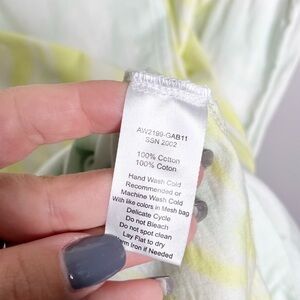 AW2199-GAB11
SSN 2002
100% Cotton
100% Coton
Hand Wash Cold
Recommended or
Machine Wash Cold
With like colors in Mesh bag
Delicate Cycle
Do not Bleach
Do not spot clean
Lay Flat to dry
iron if Needed